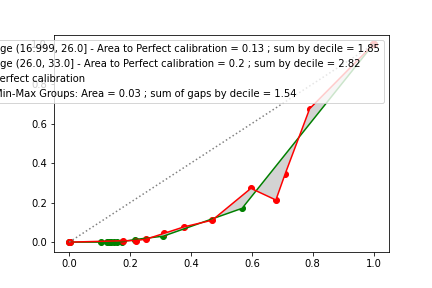 ge (16.999, 26.0] - Area to Perfect calibration = 0.13 ; sum by decile = 1.85
ge (26.0, 33.0] - Area to Perfect calibration = 0.2 ; sum by decile = 2.82
erfect calibration
Min-Max Groups: Area = 0.03 ; sum of gaps by decile = 1.54
0.6
0.4
0.2
0.0
0.0 0.2 0.4 0.6 0.8 1.0